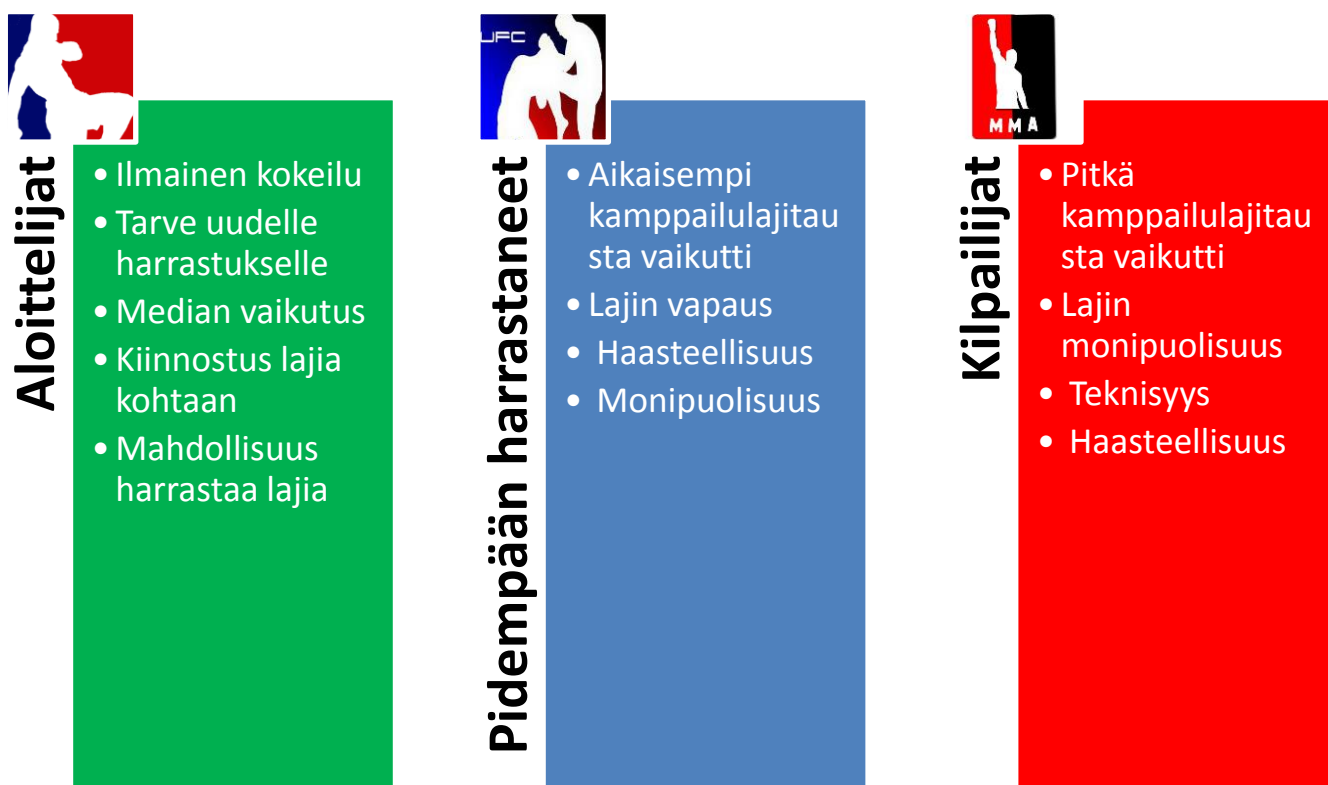 Aloittelijat
• Ilmainen kokeilu
• Tarve uudelle
harrastukselle
• Median vaikutus
• Kiinnostus lajia
kohtaan
• Mahdollisuus
harrastaa lajia
UFC
Pidempään harrastaneet
• Aikaisempi
kamppailulajitau
sta vaikutti
• Lajin vapaus
• Haasteellisuus
• Monipuolisuus
MMA
Kilpailijat
• Pitkä
kamppailulajitau
sta vaikutti
• Lajin
monipuolisuus
• Teknisyys
• Haasteellisuus